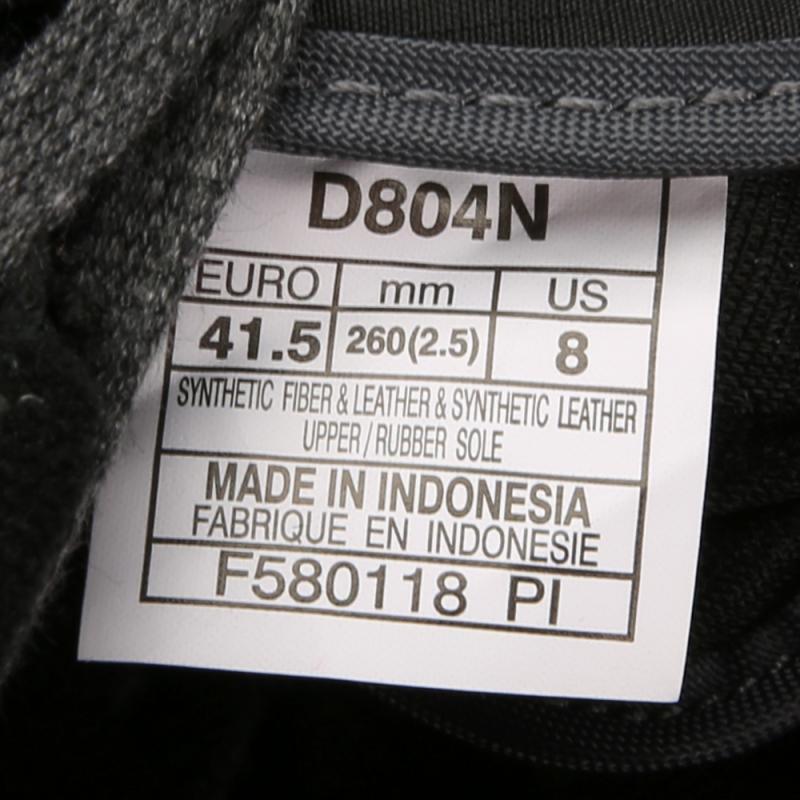 D804N
EURO mm US
41.5 260(2.5) 8
SYNTHETIC FIBER & LEATHER & SYNTHETIC LEATHER
UPPER / RUBBER SOLE
MADE IN INDONESIA
FABRIQUE EN INDONESIE
F580118 PI